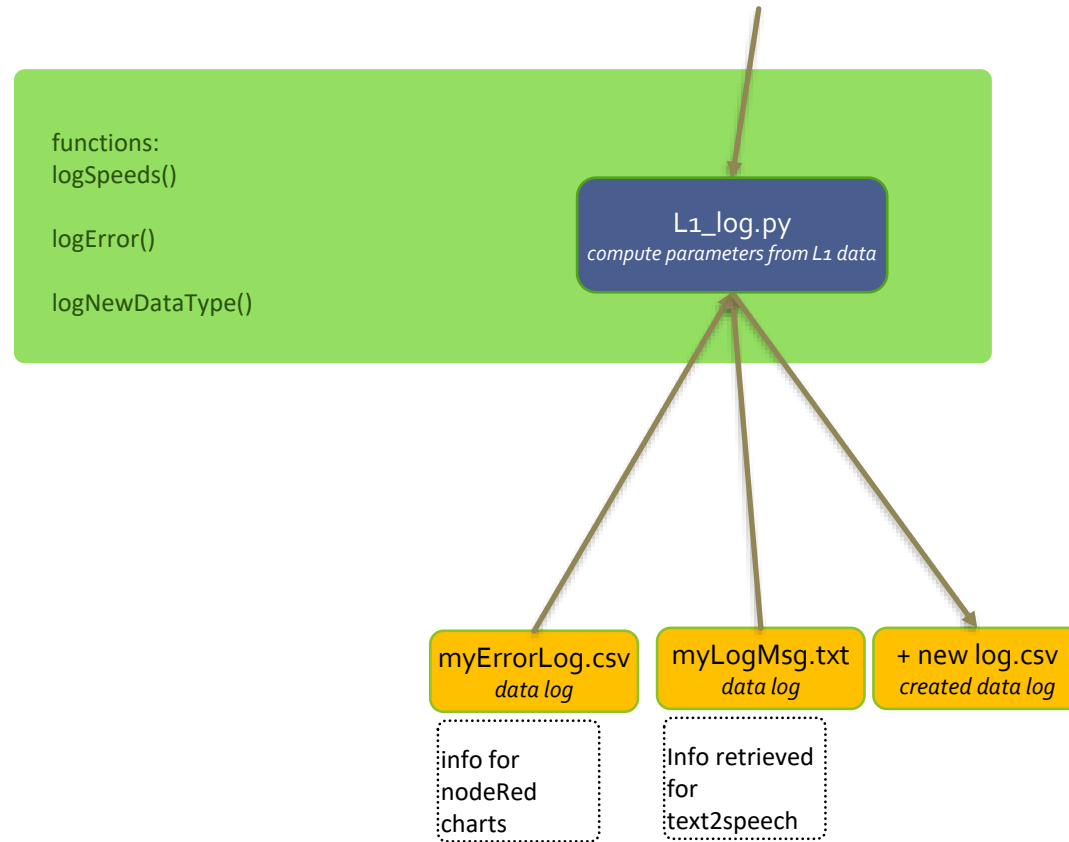 functions:
logSpeeds()
logError()
logNewDataType()
L1_log.py
compute parameters from L1 data
myErrorLog.csv
data log
myLogMsg.txt
data log
+ new log.csv
created data log
info for
nodeRed
charts
Info retrieved
for
text2speech